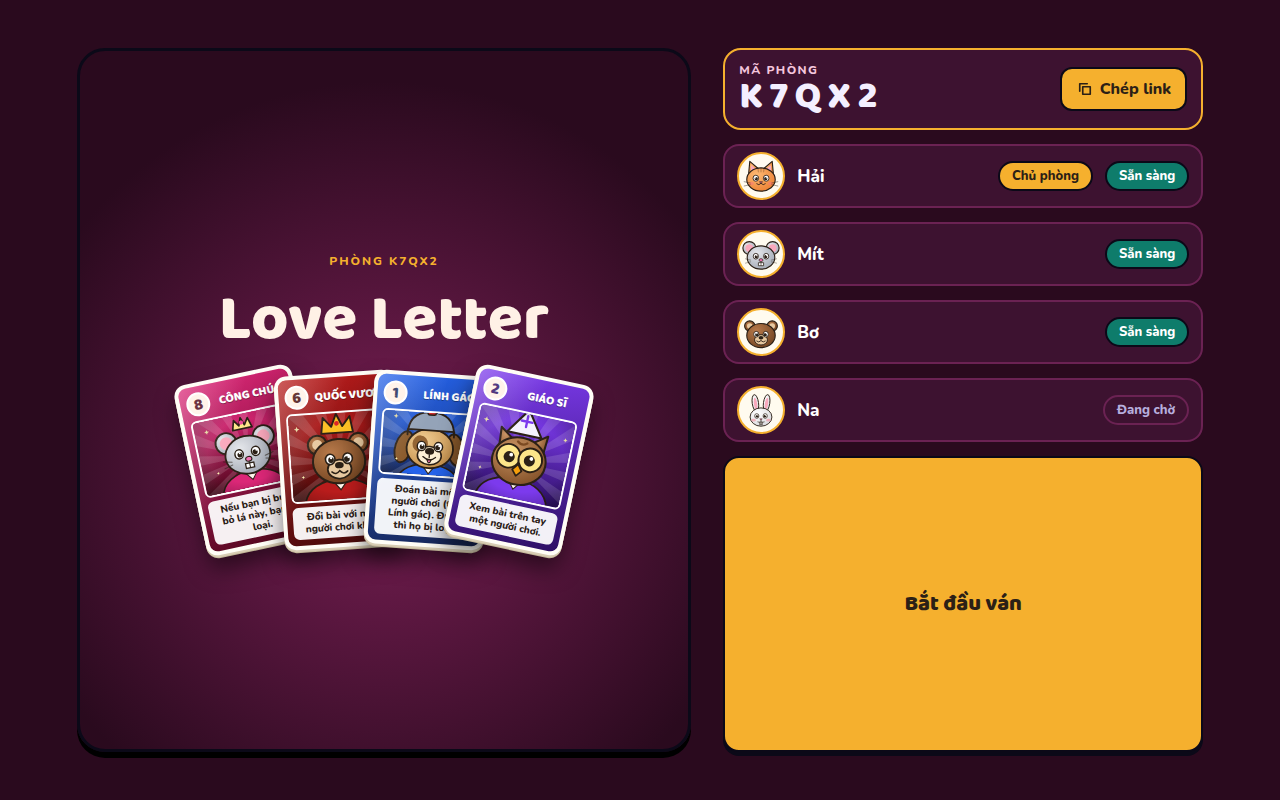 PHÒNG K7QX2
Love Letter
8 CÔNG CHÚ
Nếu bạn bị
bỏ lá này,
loại.
6 QUỐC VƯƠ
Đổi bài với
người chơi
1 LÍNH GÁC
Đoán bài
người chơi
Lính gác).
thì họ bị
2 GIÁO SĨ
Xem bài trên tay
một người chơi.
MÃ PHÒNG
K7QX2
Chép link
Hải
Chủ phòng
Sẵn sàng
Mít
Sẵn sàng
Bơ
Sẵn sàng
Na
Đang chờ
Bắt đầu ván